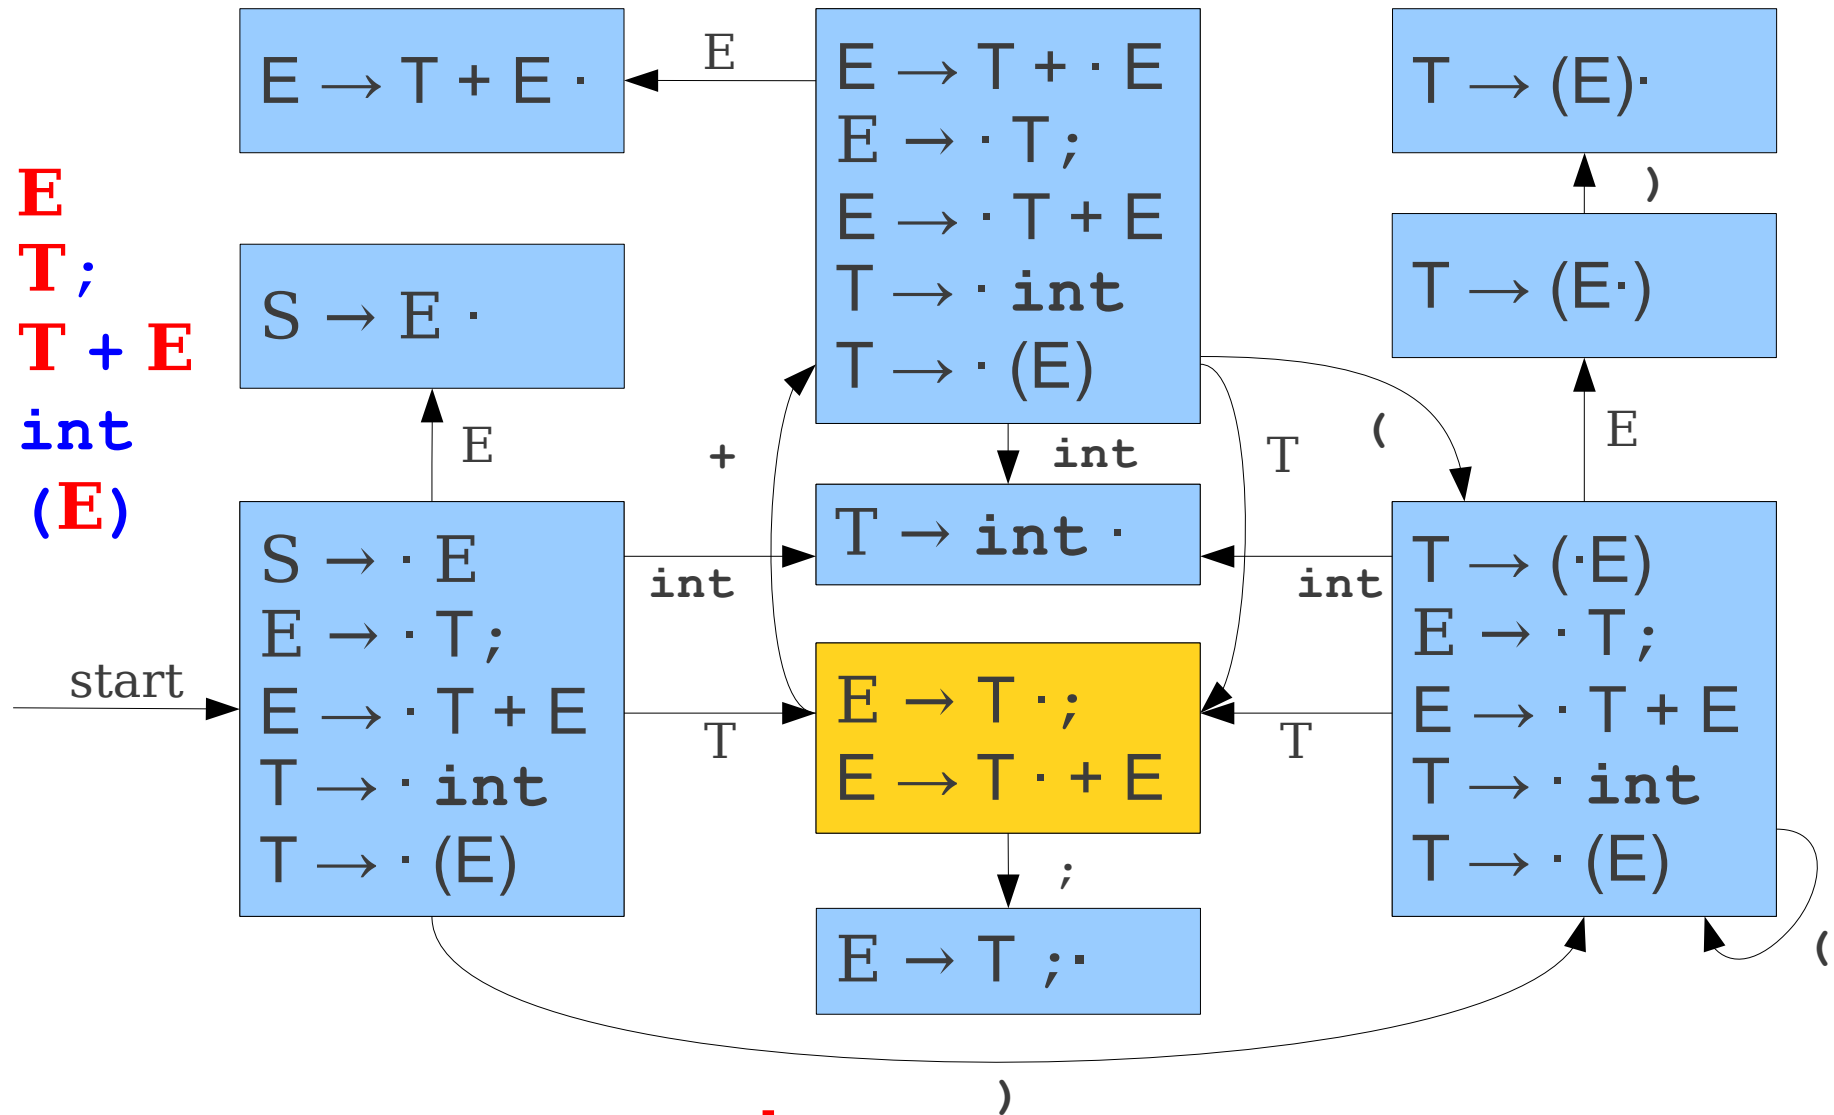 E
T ;
T + E
int
(E)
E → T + E ·
E
E → T + · E
E → · T ;
E → · T + E
T → · int
T → · (E)
T → (E)·
)
T → (E·)
S → E ·
E
+
int
T
(
E
T → int ·
int
int
start
S → · E
E → · T ;
E → · T + E
T → · int
T → · (E)
T
E → T · ;
E → T · + E
T
T → (·E)
E → · T ;
E → · T + E
T → · int
T → · (E)
;
E → T ;·
(
)